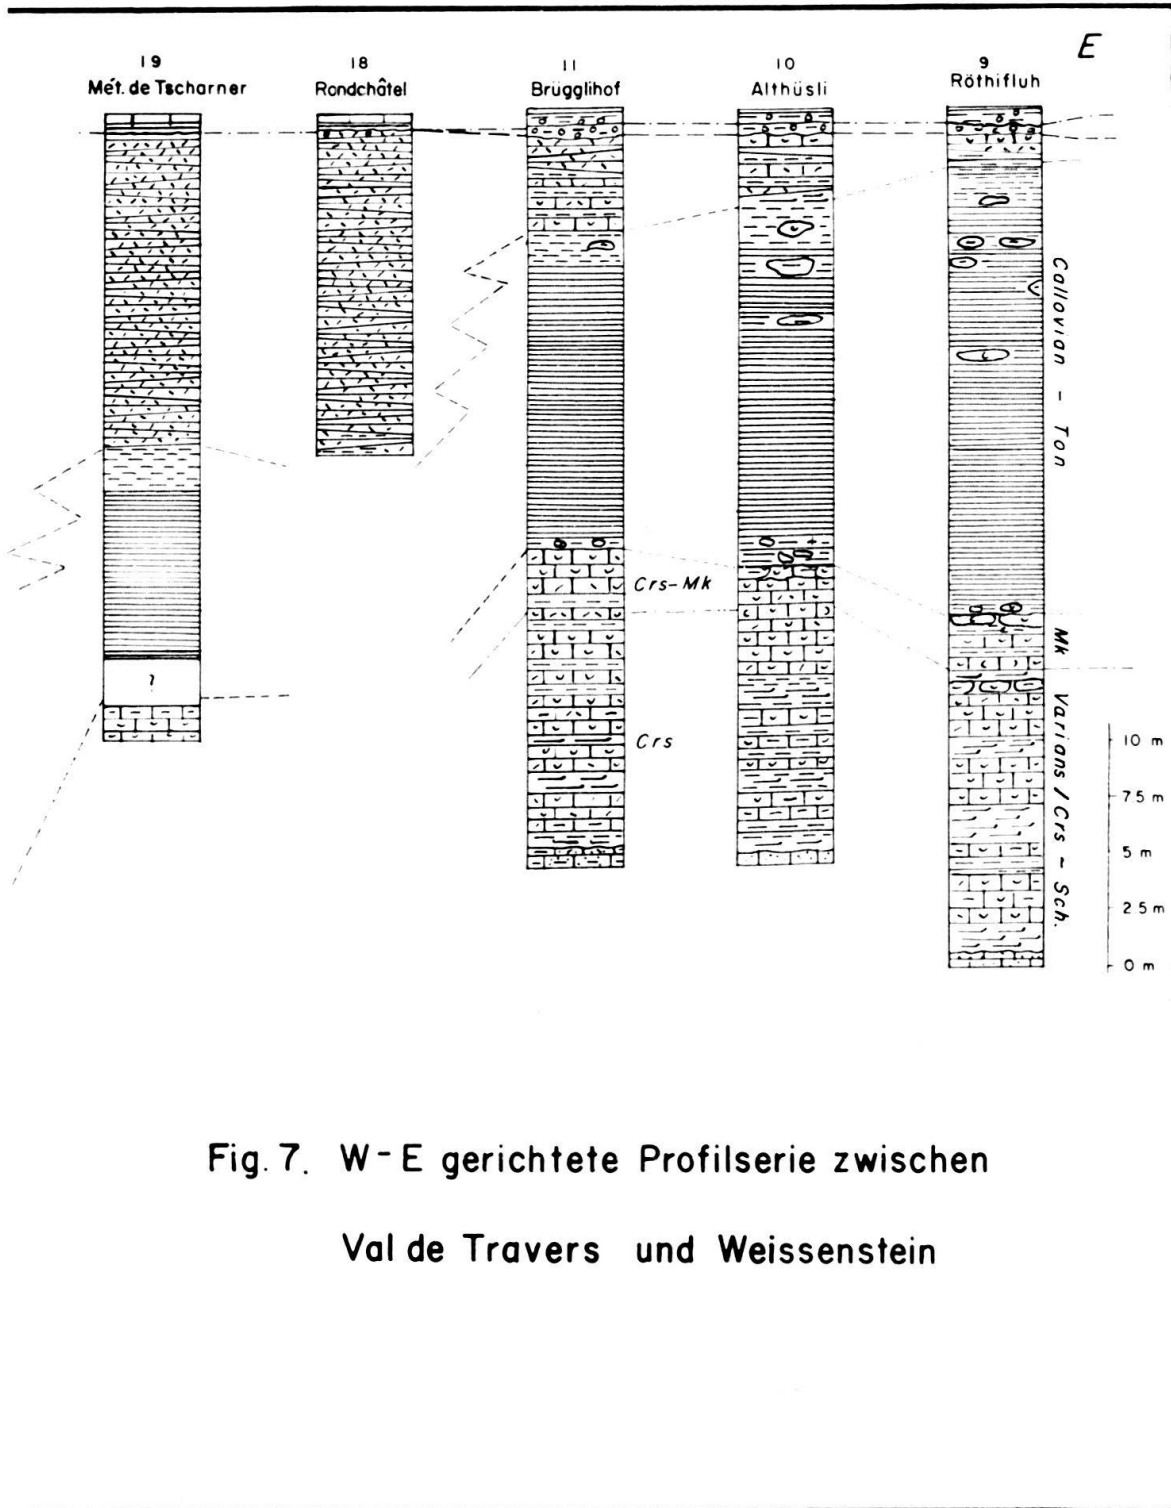 E
19
Mét. de Tscharner
18
Rondchâtel
11
Brügglihof
10
Althüsli
9
Röthifluh
Callovian - Ton
Crs-Mk
Mk
?
Crs
Varians / Crs - Sch.
10 m
7.5 m
5 m
2.5 m
0 m
Fig. 7. W-E gerichtete Profilserie zwischen
Val de Travers und Weissenstein